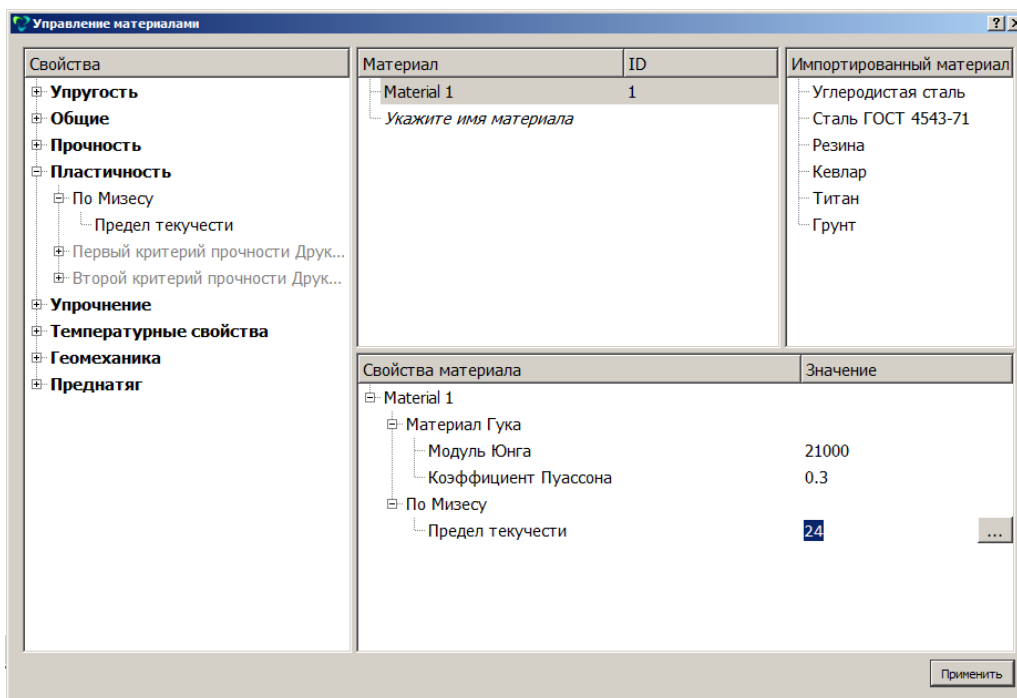 Управление материалами
Свойства
Упругость
Общие
Прочность
Пластичность
По Мизесу
Предел текучести
Первый критерий прочности Друк...
Второй критерий прочности Друк...
Упрочнение
Температурные свойства
Геомеханика
Преднатяг
Материал ID
Material 1 1
Укажите имя материала
Импортированный материал
Углеродистая сталь
Сталь ГОСТ 4543-71
Резина
Кевлар
Титан
Грунт
Свойства материала Значение
Material 1
Материал Гука
Модуль Юнга 21000
Коэффициент Пуассона 0.3
По Мизесу
Предел текучести 24 ...
Применить